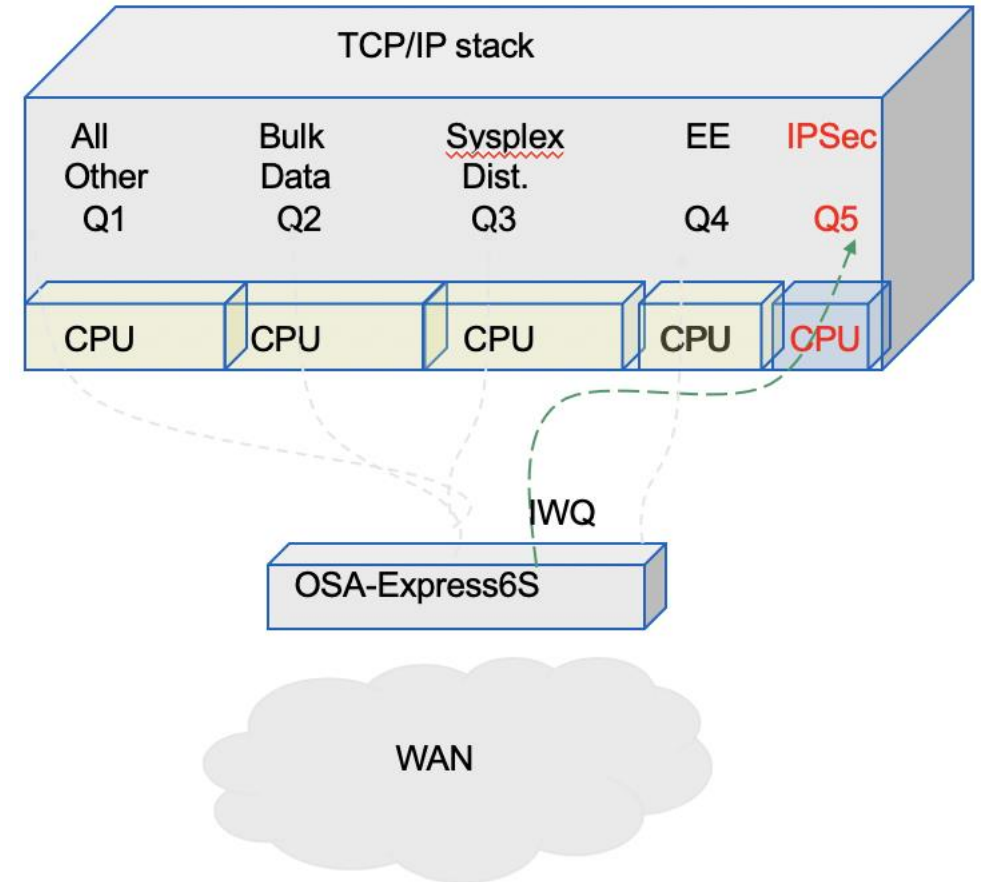 TCP/IP stack
All Other Q1
Bulk Data Q2
Sysplex Dist. Q3
EE Q4
IPSec Q5
CPU
CPU
CPU
CPU
CPU
IWQ
OSA-Express6S
WAN